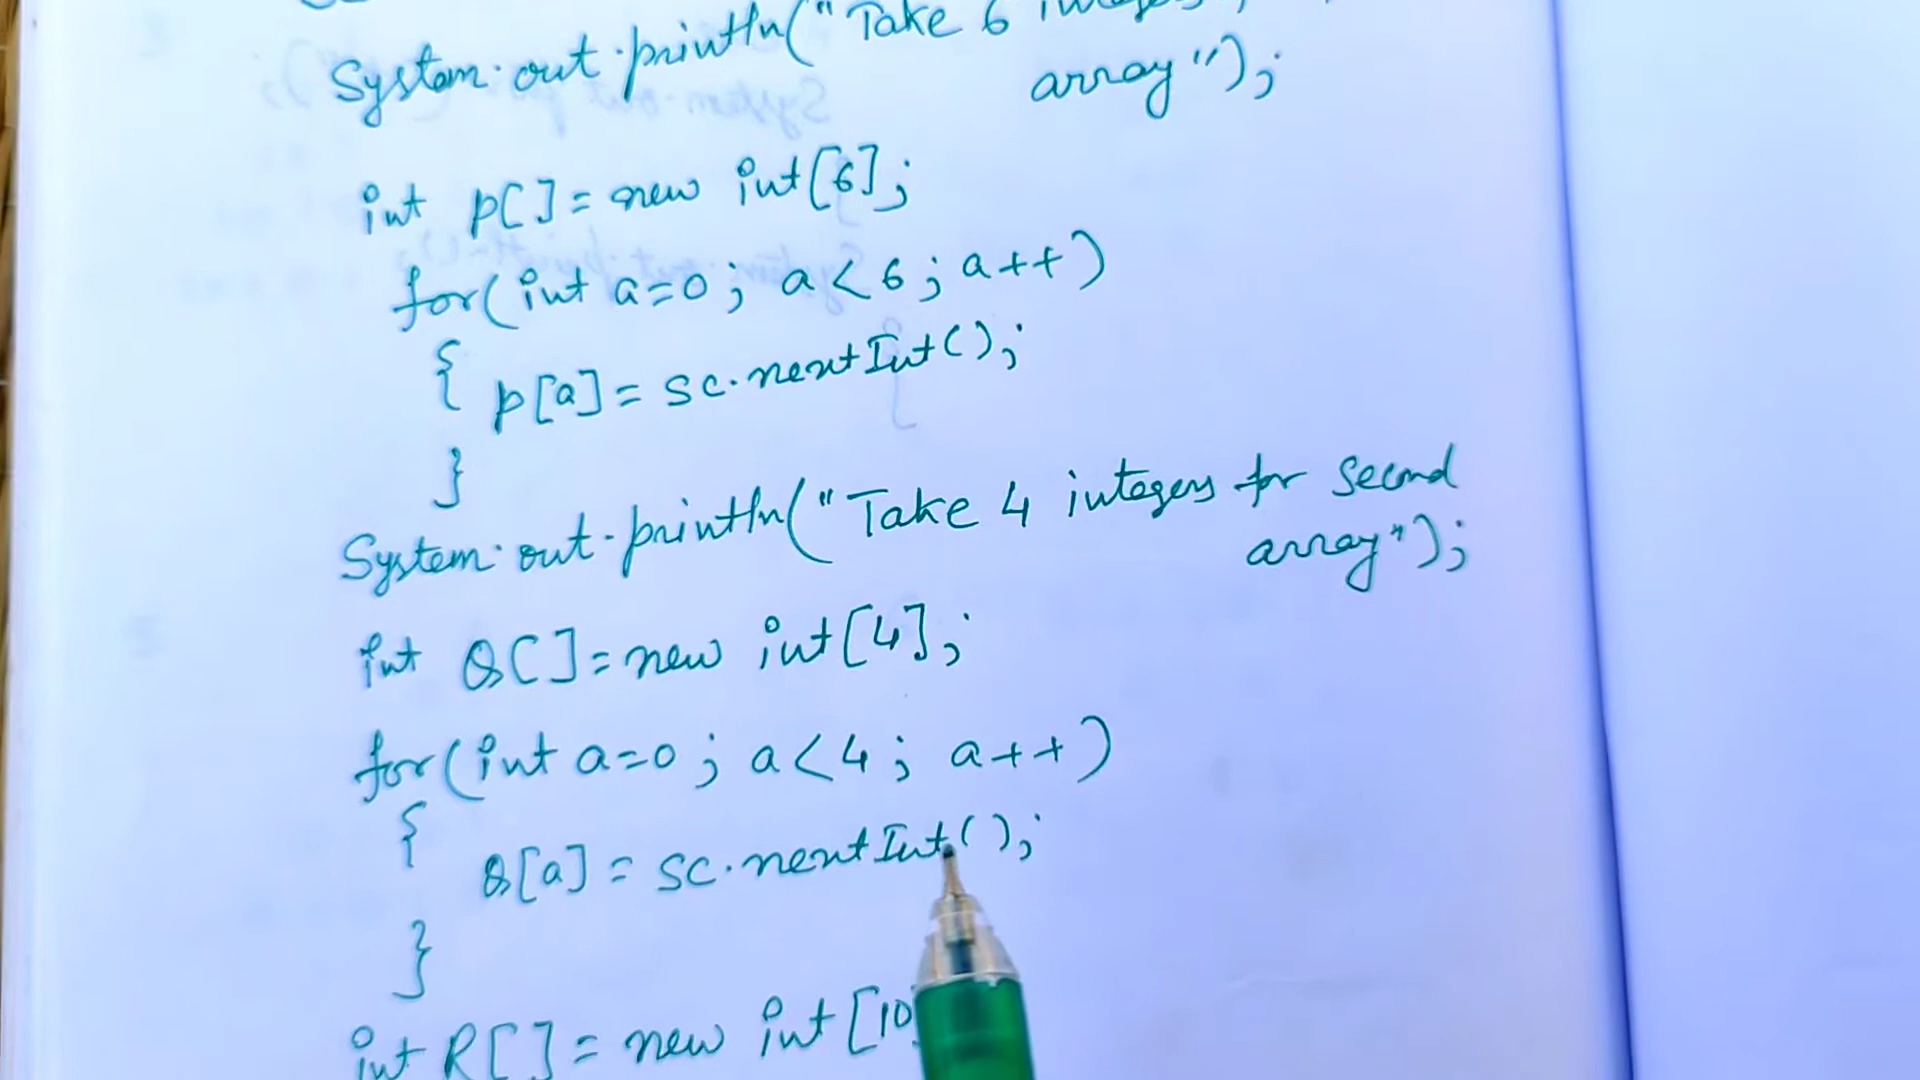 System.out.println("Take 6 integers
array");
int p[]=new int[6];
for(int a=0; a<6; a++)
{ p[a]=sc.nextInt();
}
System.out.println("Take 4 integers for second
array");
int Q[]=new int[4];
for(int a=0; a<4; a++)
{
Q[a]=sc.nextInt();
}
int R[]=new int[10]